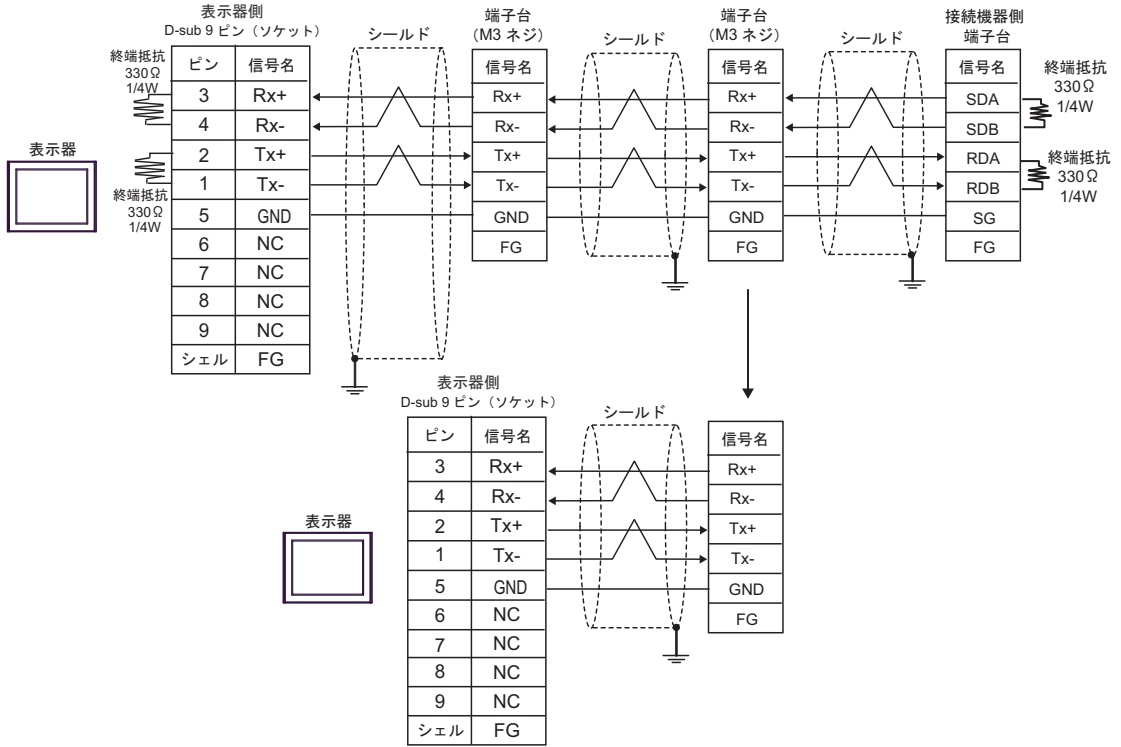 表示器側
D-sub 9 ピン（ソケット）
シールド
端子台
（M3 ネジ）
シールド
端子台
（M3 ネジ）
シールド
接続機器側
端子台
終端抵抗
330Ω
1/4W
ピン 信号名
3 Rx+
4 Rx-
2 Tx+
1 Tx-
5 GND
6 NC
7 NC
8 NC
9 NC
シェル FG
表示器
終端抵抗
330Ω
1/4W
信号名
Rx+
Rx-
Tx+
Tx-
GND
FG
信号名
Rx+
Rx-
Tx+
Tx-
GND
FG
信号名
SDA
SDB
RDA
RDB
SG
FG
終端抵抗
330Ω
1/4W
終端抵抗
330Ω
1/4W
表示器側
D-sub 9 ピン（ソケット）
シールド
表示器
ピン 信号名
3 Rx+
4 Rx-
2 Tx+
1 Tx-
5 GND
6 NC
7 NC
8 NC
9 NC
シェル FG
信号名
Rx+
Rx-
Tx+
Tx-
GND
FG